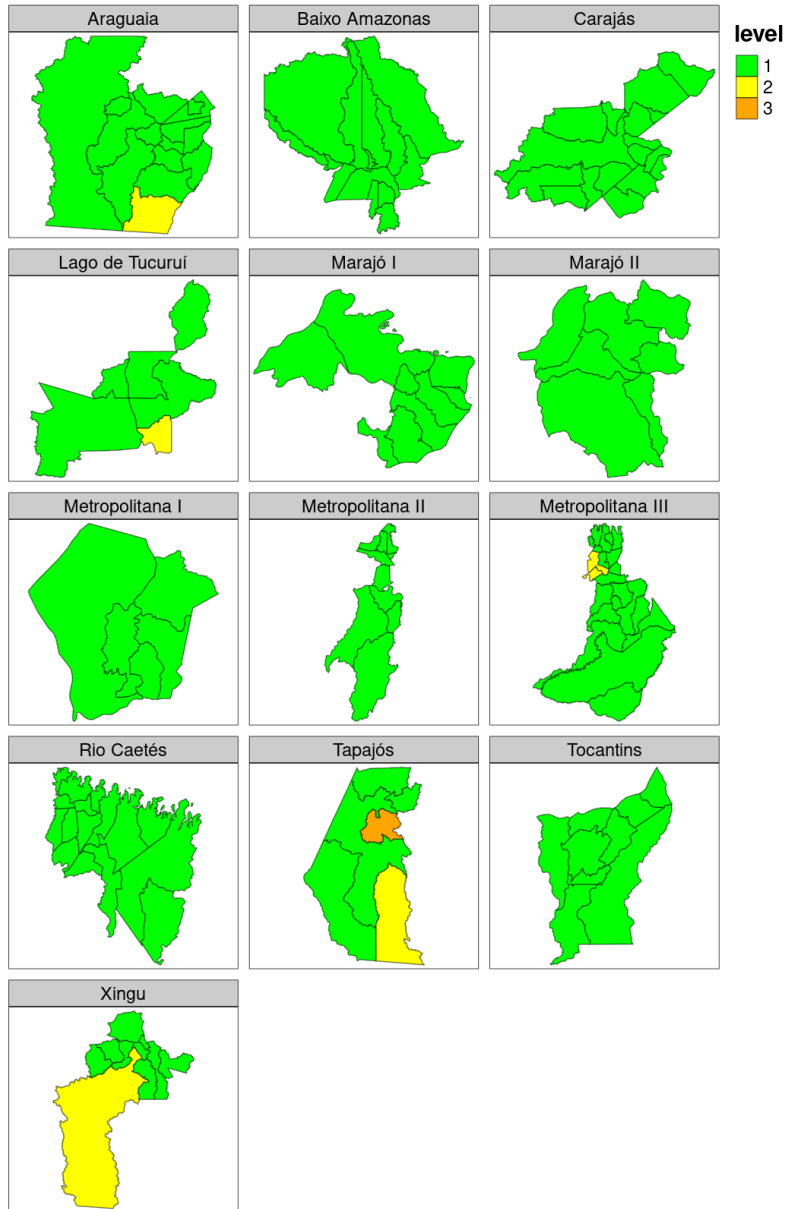 Araguaia
Baixo Amazonas
Carajás
level
1
2
3
Lago de Tucuruí
Marajó I
Marajó II
Metropolitana I
Metropolitana II
Metropolitana III
Rio Caetés
Tapajós
Tocantins
Xingu